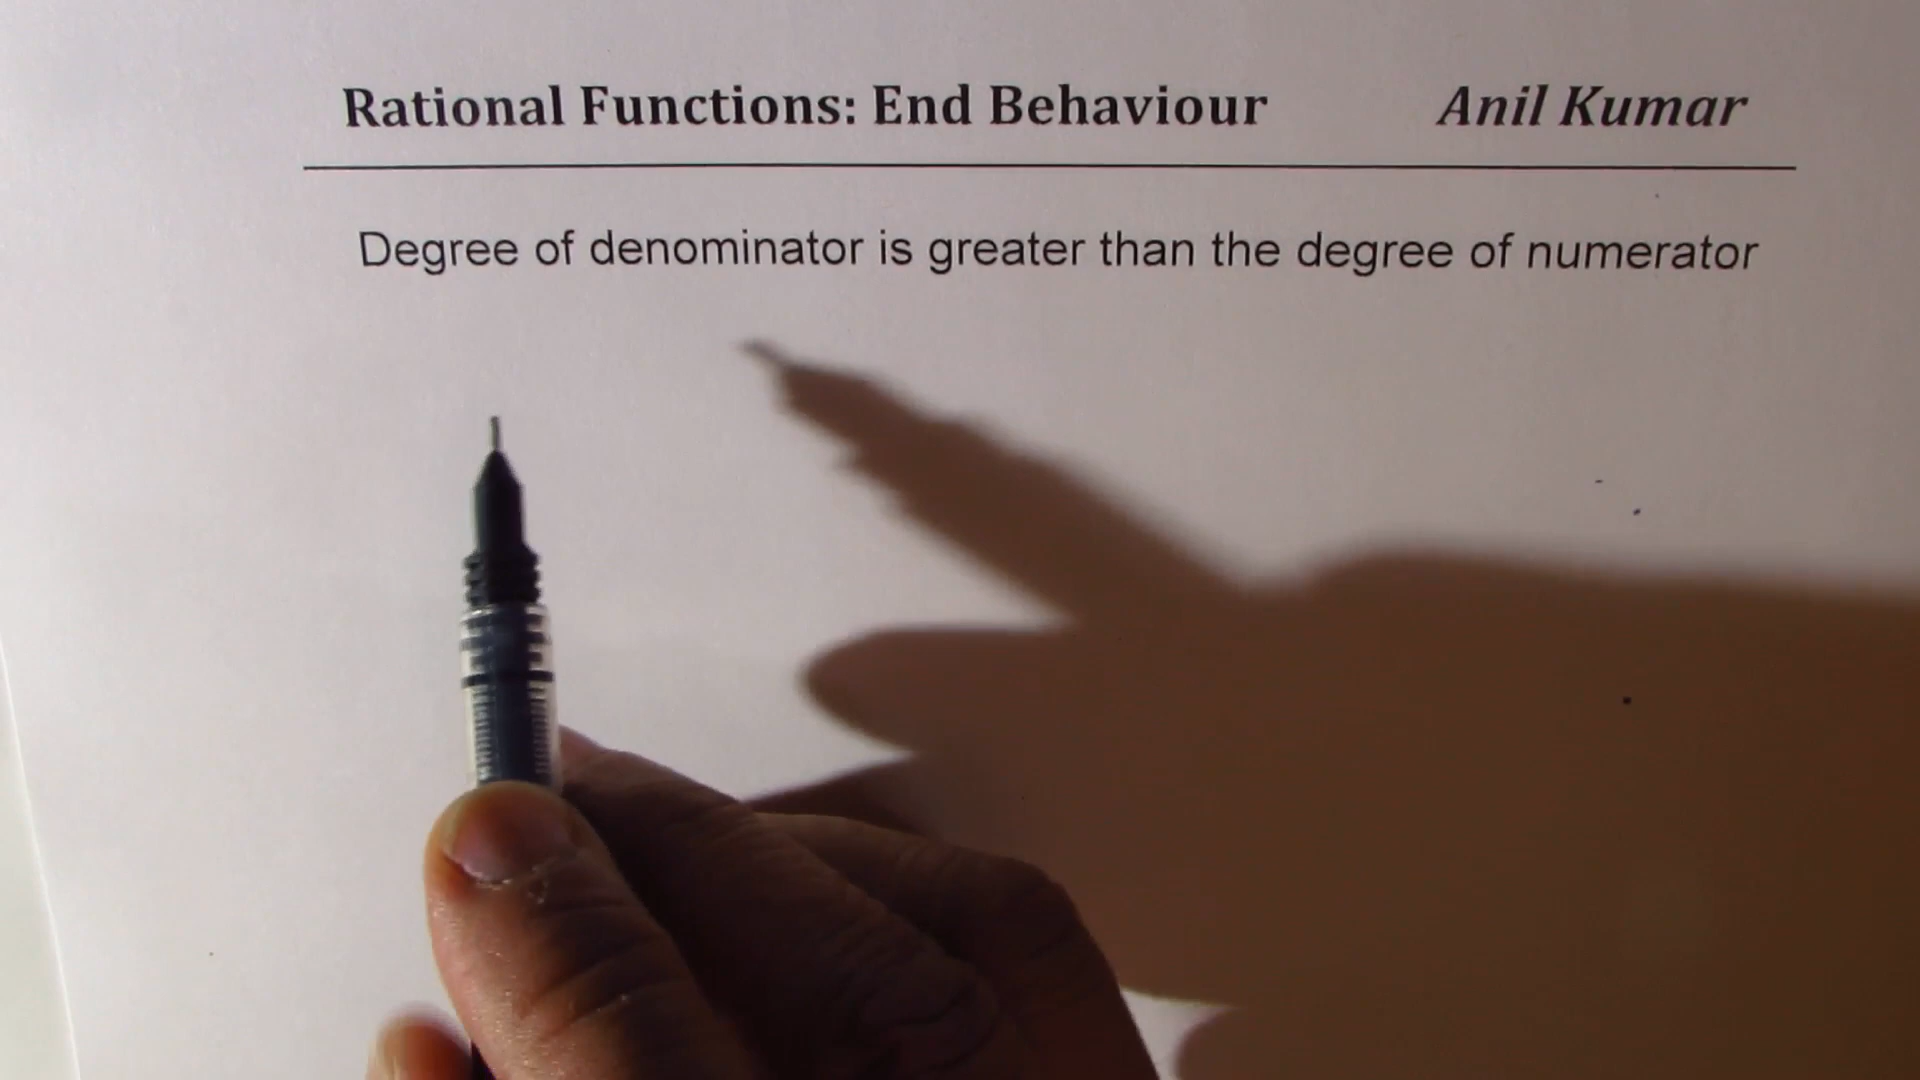 Rational Functions: End Behaviour Anil Kumar
Degree of denominator is greater than the degree of numerator